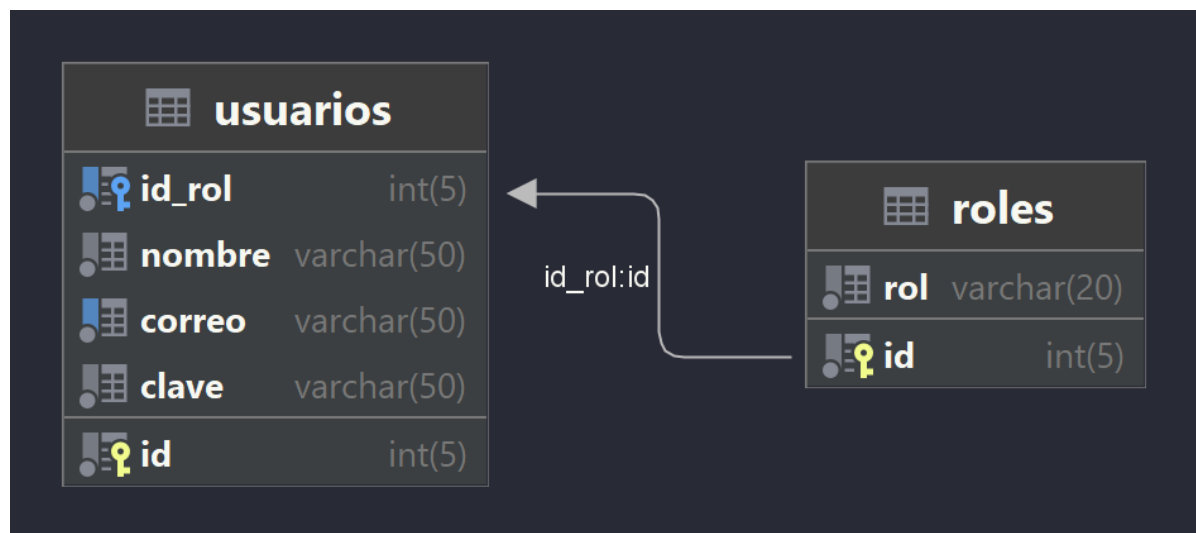 usuarios
id_rol int(5)
nombre varchar(50)
correo varchar(50)
clave varchar(50)
id int(5)
id_rol:id
roles
rol varchar(20)
id int(5)